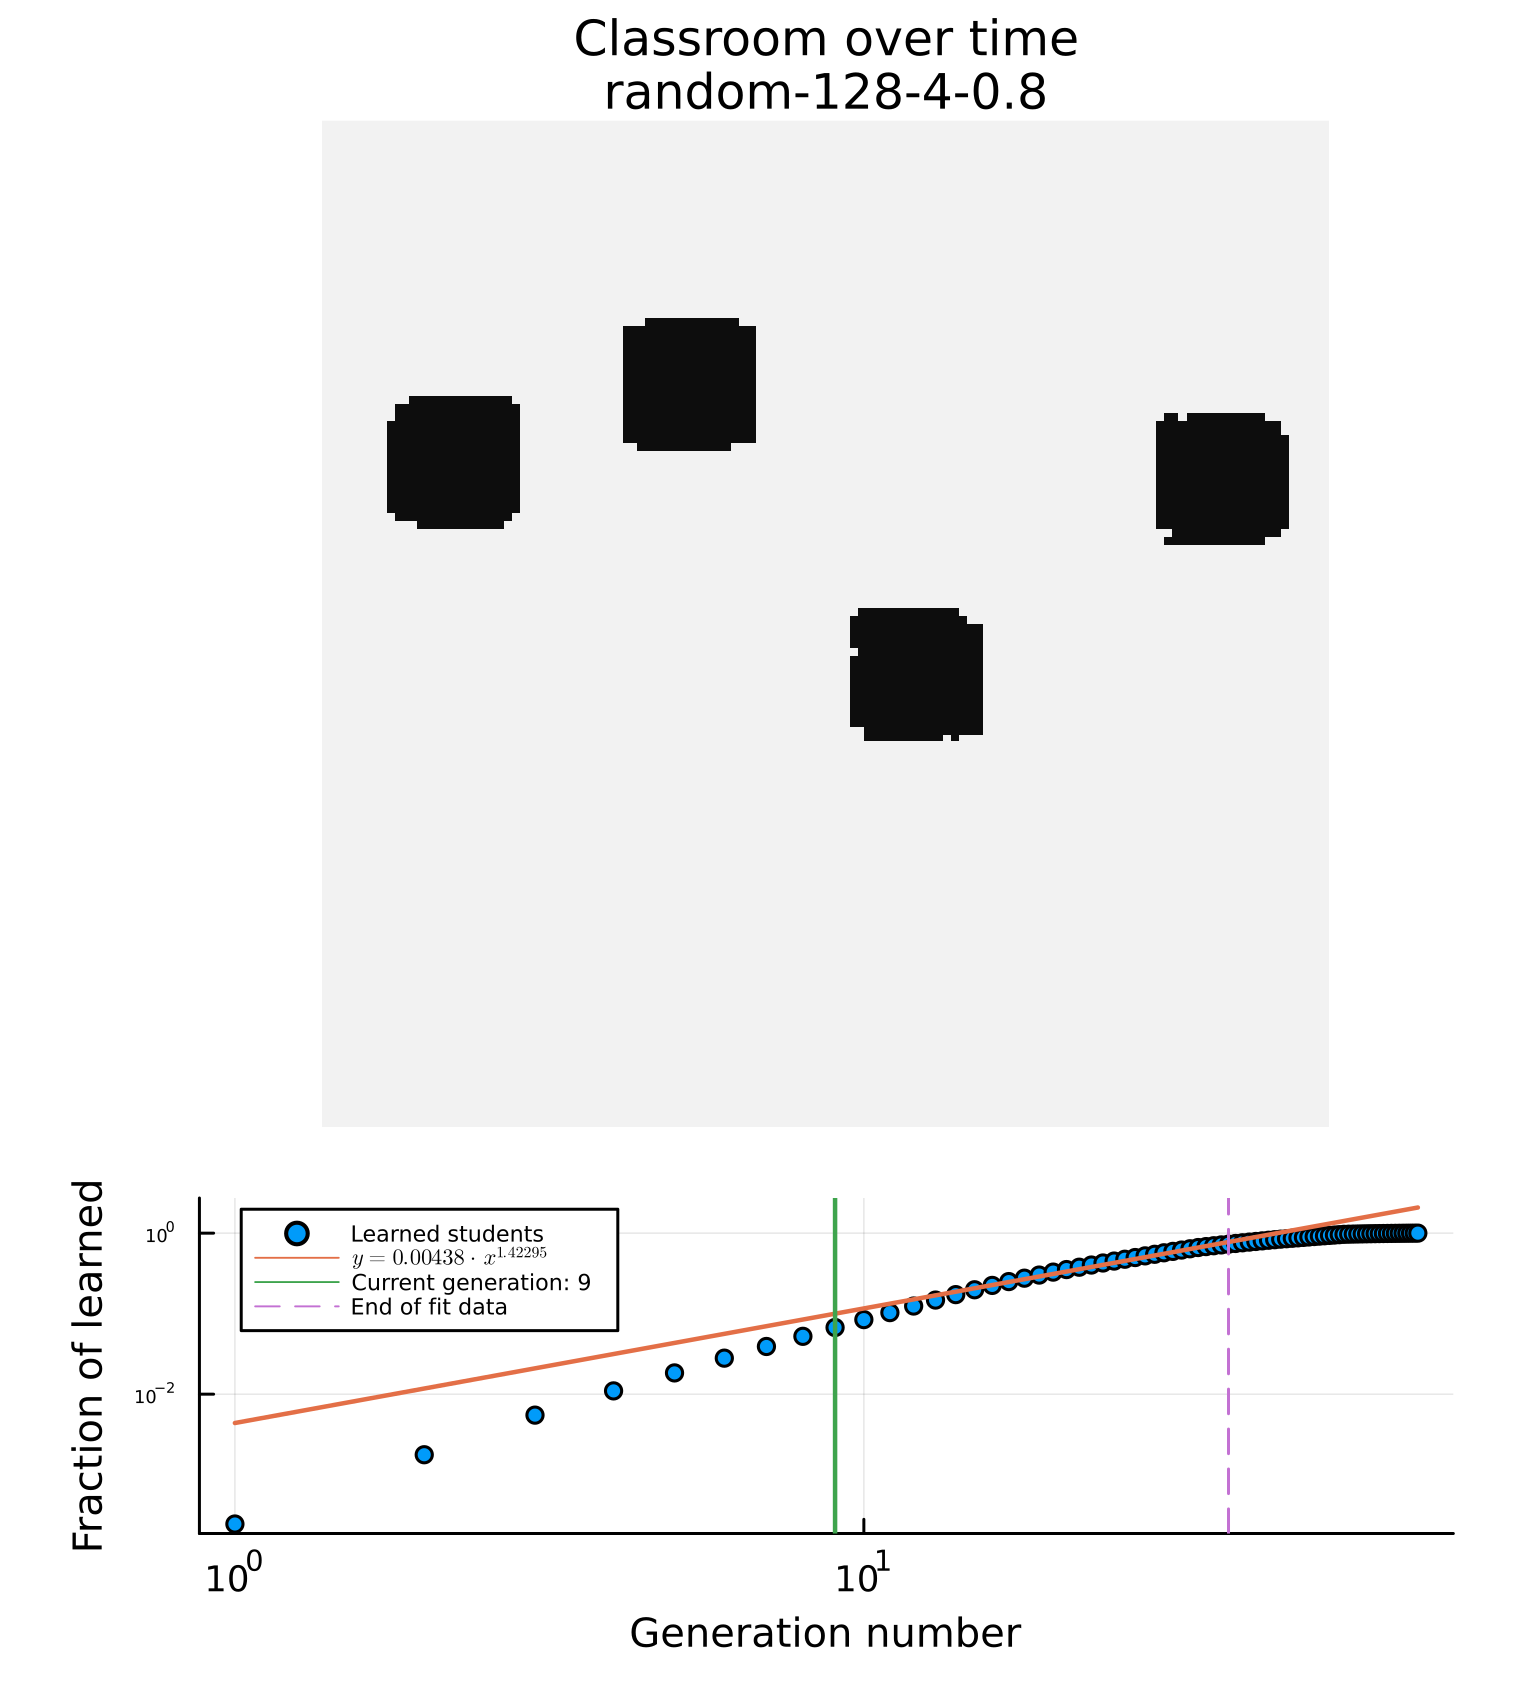 Classroom over time
random-128-4-0.8
Fraction of learned
10^0
10^−2
Learned students
y = 0.00438 · x^1.42295
Current generation: 9
End of fit data
10^0
10^1
Generation number